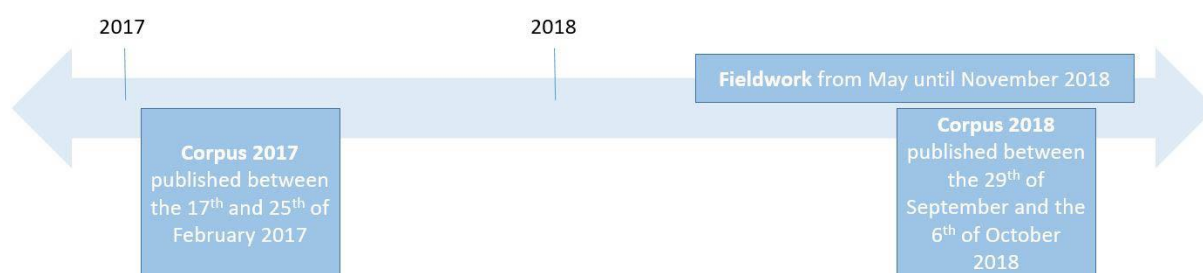 2017
2018
Fieldwork from May until November 2018
Corpus 2017
published between
the 17th and 25th of
February 2017
Corpus 2018
published between
the 29th of
September and the
6th of October
2018